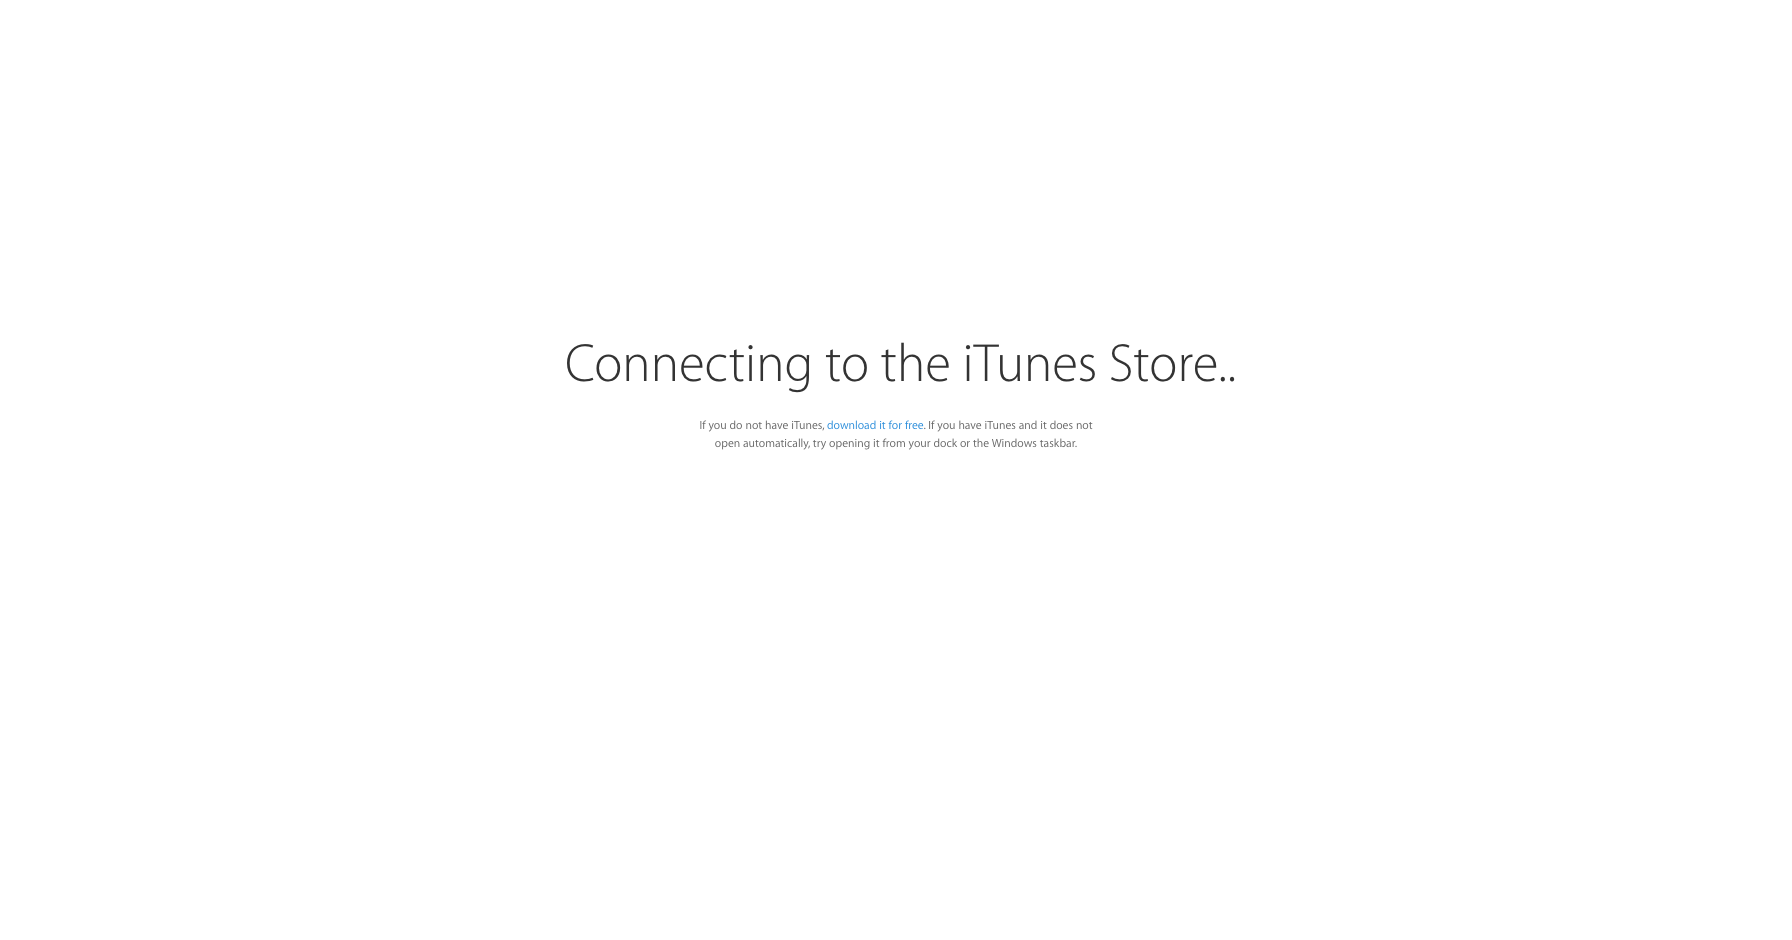 Connecting to the iTunes Store..
If you do not have iTunes, download it for free. If you have iTunes and it does not
open automatically, try opening it from your dock or the Windows taskbar.